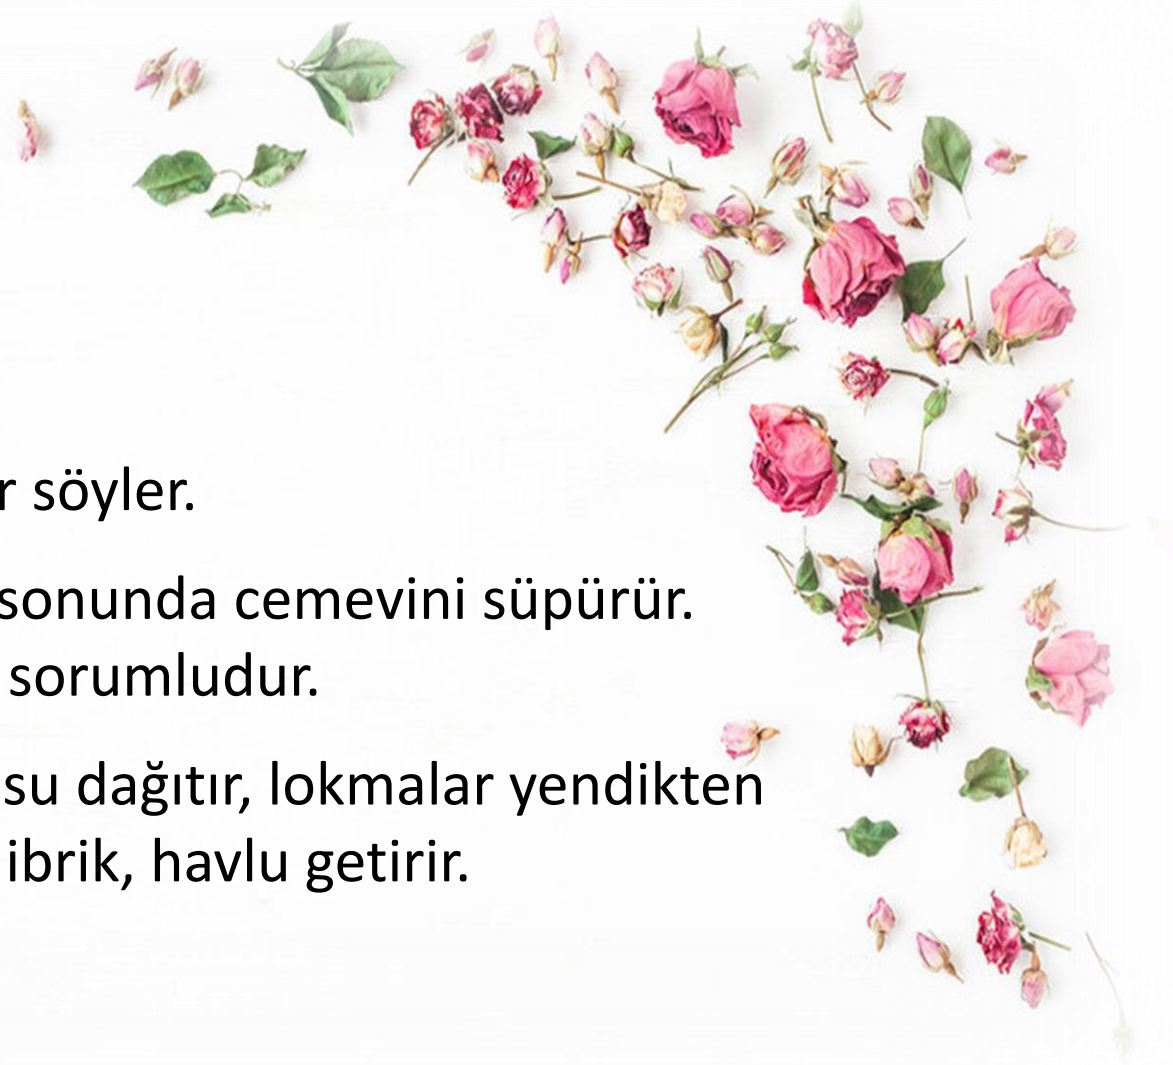 r söyler.
sonunda cemevini süpürür.
sorumludur.
su dağıtır, lokmalar yendikten
ibrik, havlu getirir.